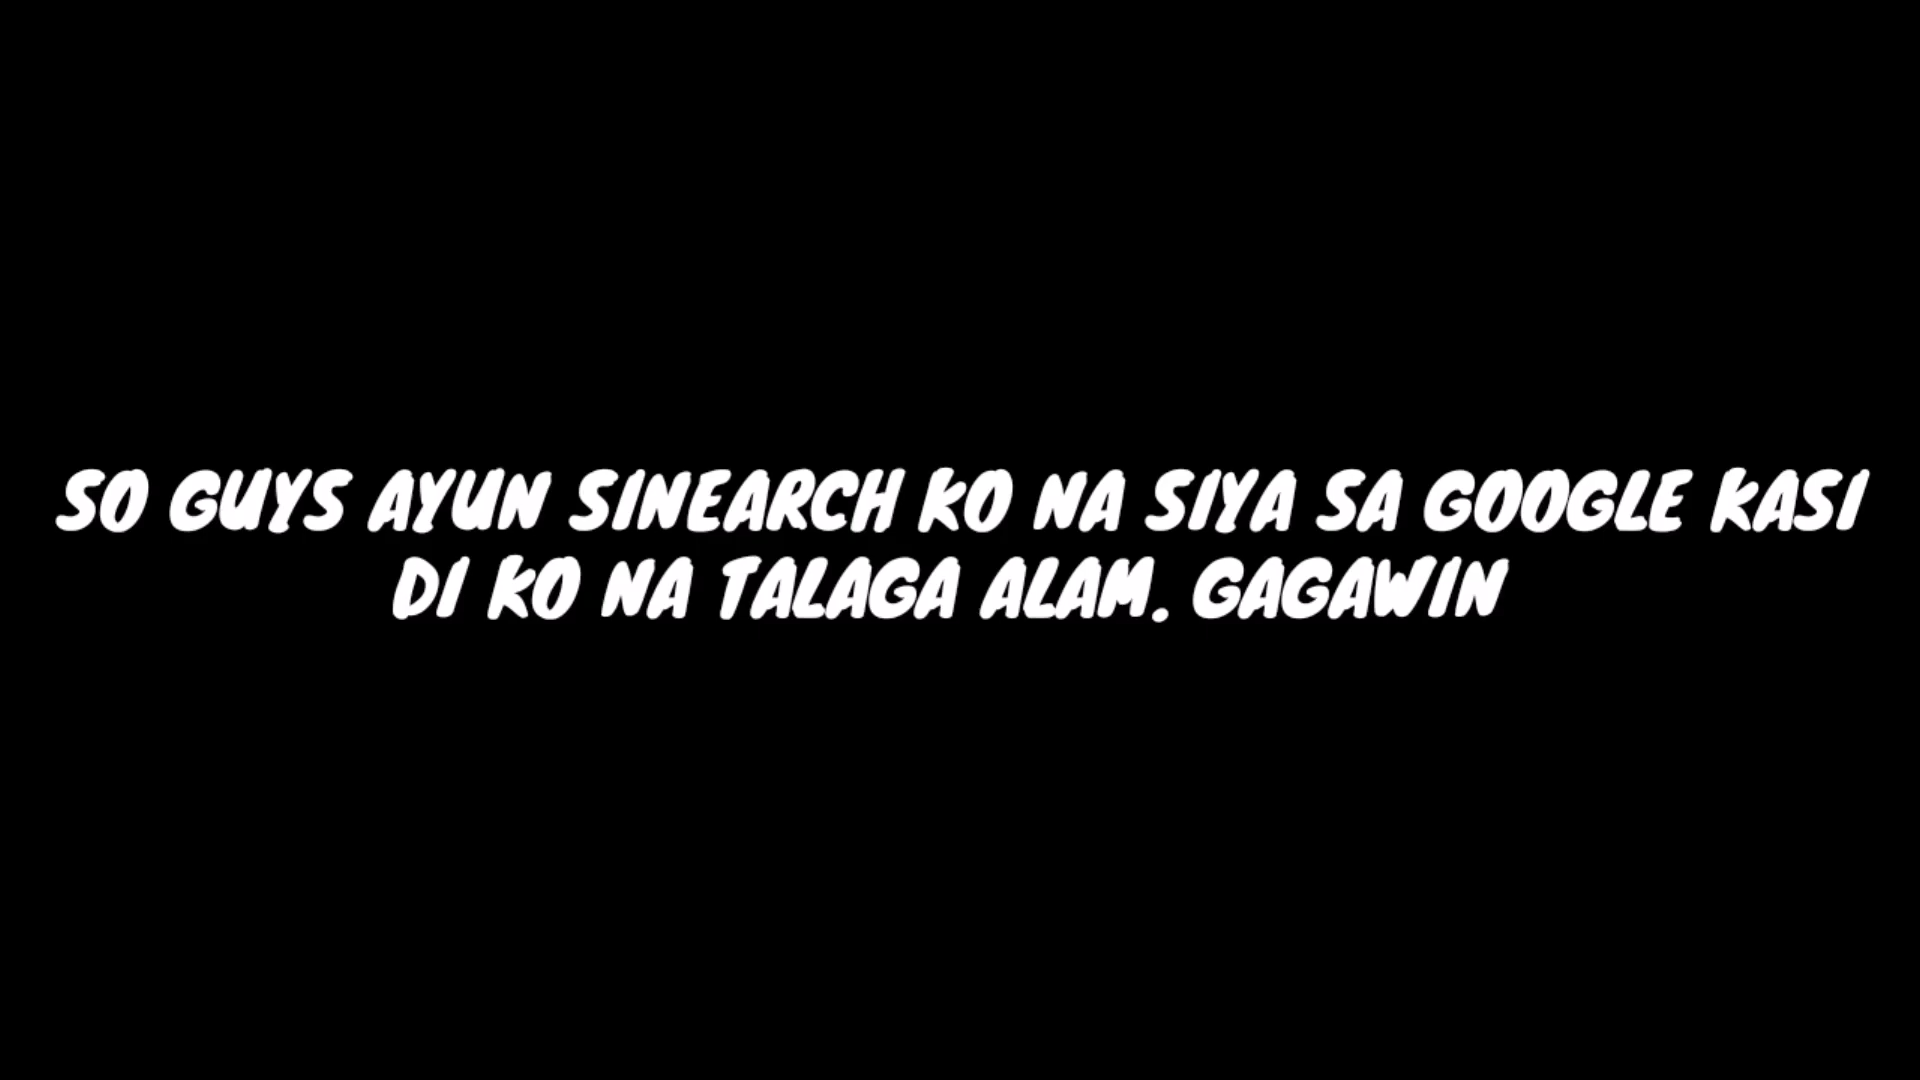 SO GUYS AYUN SINEARCH KO NA SIYA SA GOOGLE KASI
DI KO NA TALAGA ALAM. GAGAWIN